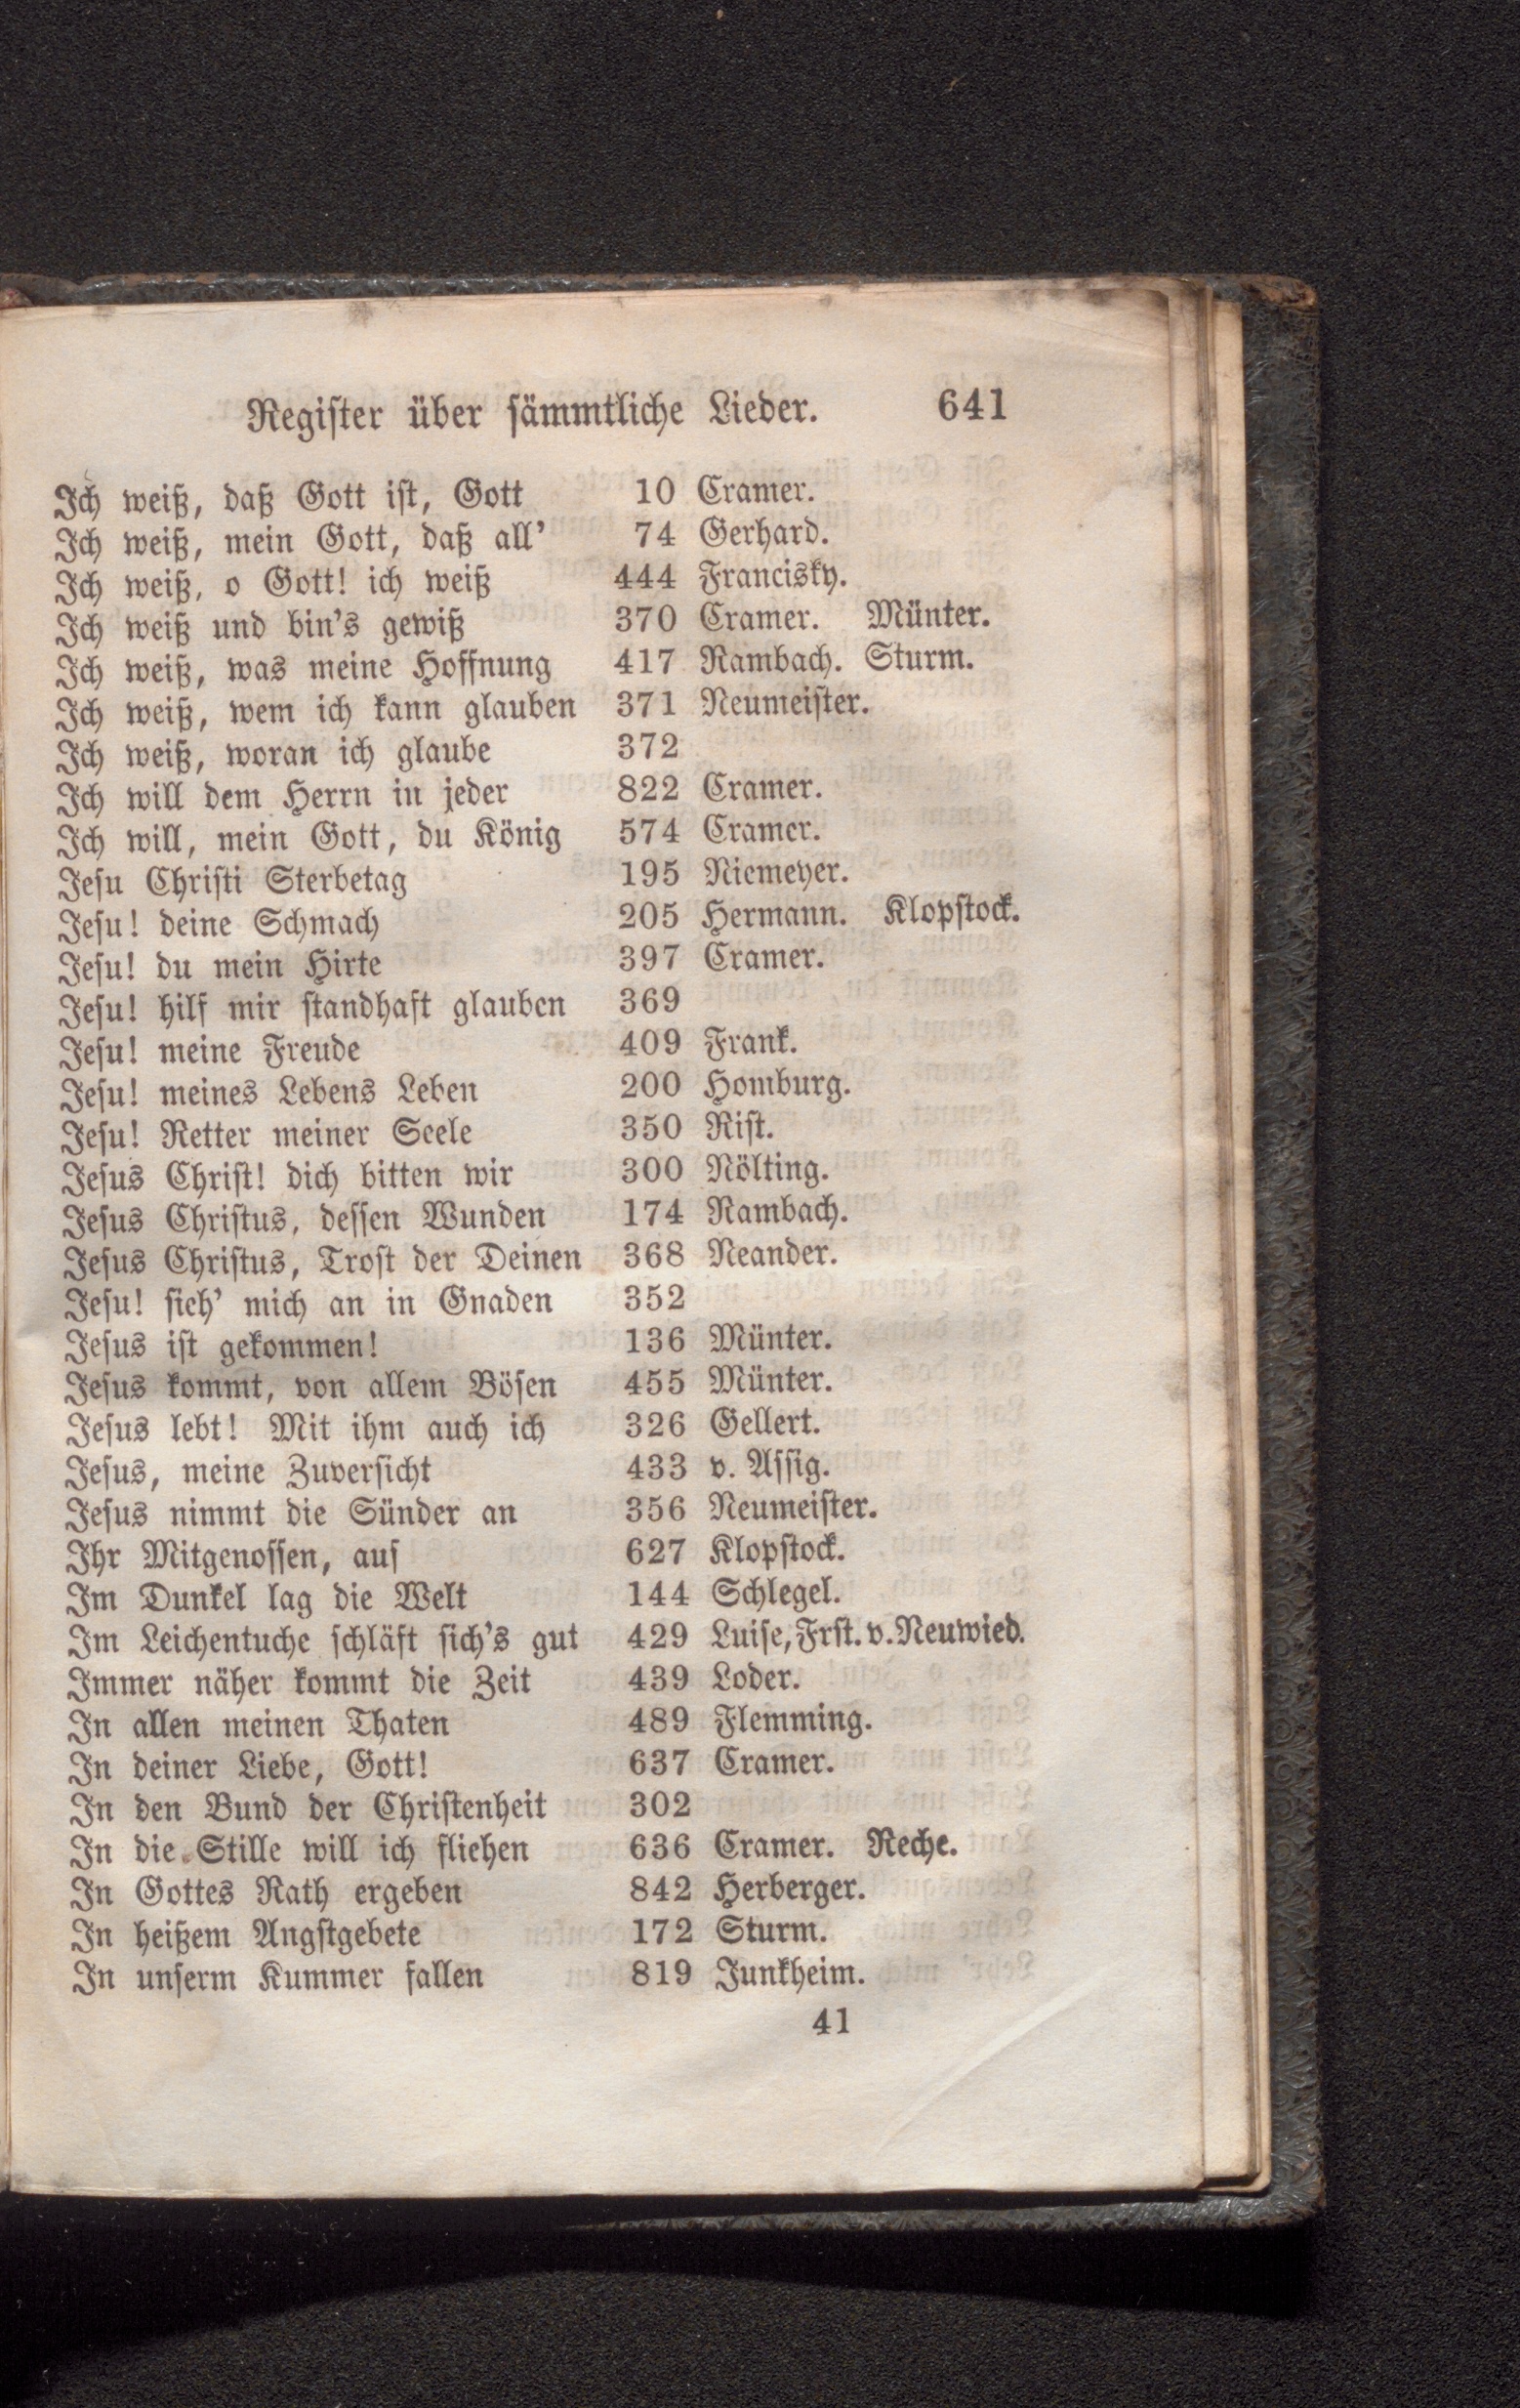 Register über sämmtliche Lieder. 641
Ich weiß, daß Gott ist, Gott 10 Cramer.
Ich weiß, mein Gott, daß all' 74 Gerhard.
Ich weiß, o Gott! ich weiß 444 Francisky.
Ich weiß und bin's gewiß 370 Cramer. Münter.
Ich weiß, was meine Hoffnung 417 Rambach. Sturm.
Ich weiß, wem ich kann glauben 371 Neumeister.
Ich weiß, woran ich glaube 372
Ich will dem Herrn in jeder 822 Cramer.
Ich will, mein Gott, du König 574 Cramer.
Jesu Christi Sterbetag 195 Niemeyer.
Jesu! deine Schmach 205 Hermann. Klopstock.
Jesu! du mein Hirte 397 Cramer.
Jesu! hilf mir standhaft glauben 369
Jesu! meine Freude 409 Frank.
Jesu! meines Lebens Leben 200 Homburg.
Jesu! Retter meiner Seele 350 Rist.
Jesus Christ! dich bitten wir 300 Nölting.
Jesus Christus, dessen Wunden 174 Rambach.
Jesus Christus, Trost der Deinen 368 Neander.
Jesu! sieh' mich an in Gnaden 352
Jesus ist gekommen! 136 Münter.
Jesus kommt, von allem Bösen 455 Münter.
Jesus lebt! Mit ihm auch ich 326 Gellert.
Jesus, meine Zuversicht 433 v. Assig.
Jesus nimmt die Sünder an 356 Neumeister.
Ihr Mitgenossen, auf 627 Klopstock.
Im Dunkel lag die Welt 144 Schlegel.
Im Leichentuche schläft sich's gut 429 Luise, Frst. v. Neuwied.
Immer näher kommt die Zeit 439 Loder.
In allen meinen Thaten 489 Flemming.
In deiner Liebe, Gott! 637 Cramer.
In den Bund der Christenheit 302
In die Stille will ich fliehen 636 Cramer. Reche.
In Gottes Rath ergeben 842 Herberger.
In heißem Angstgebete 172 Sturm.
In unserm Kummer fallen 819 Junkheim.
41